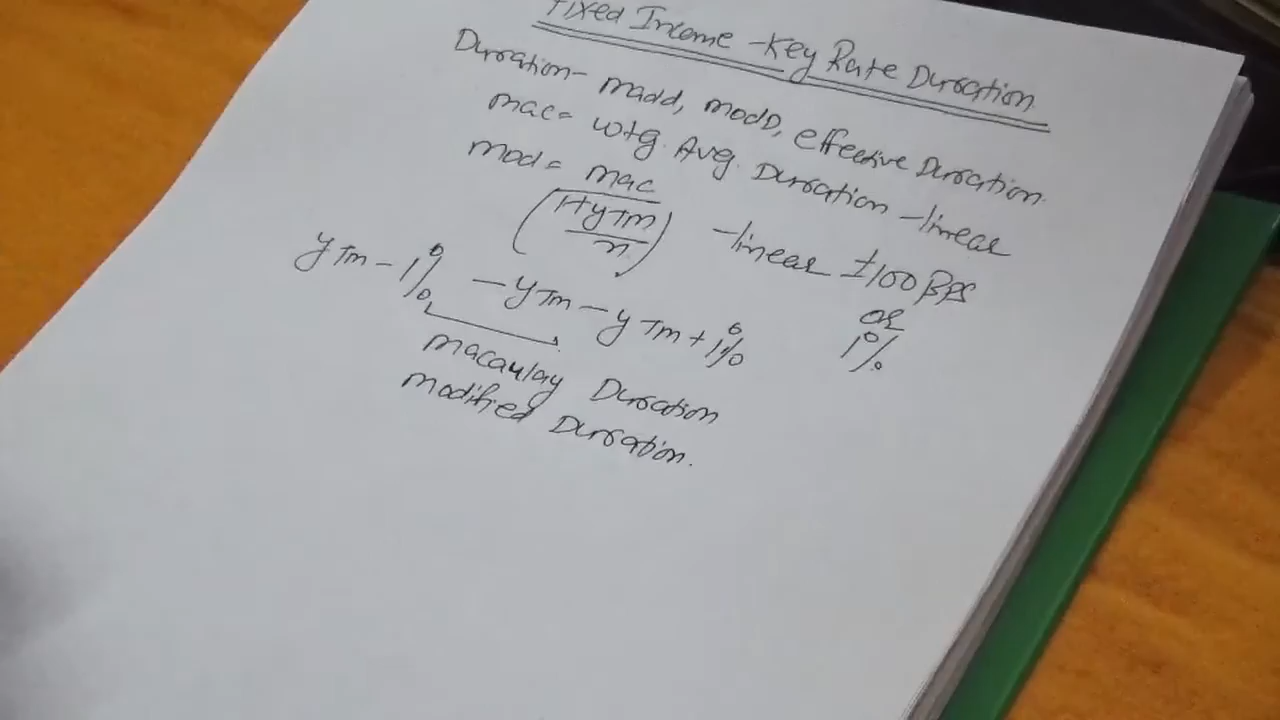 Fixed Income - Key Rate Duration
Duration - MacD, ModD, effective Duration.
mac = wtg. Avg. Duration - linear
mod = mac
(1+YTM/n) - linear ±100 BPS
or
1%
YTM - 1% - YTM - YTM + 1%
macaulay Duration
modified Duration.